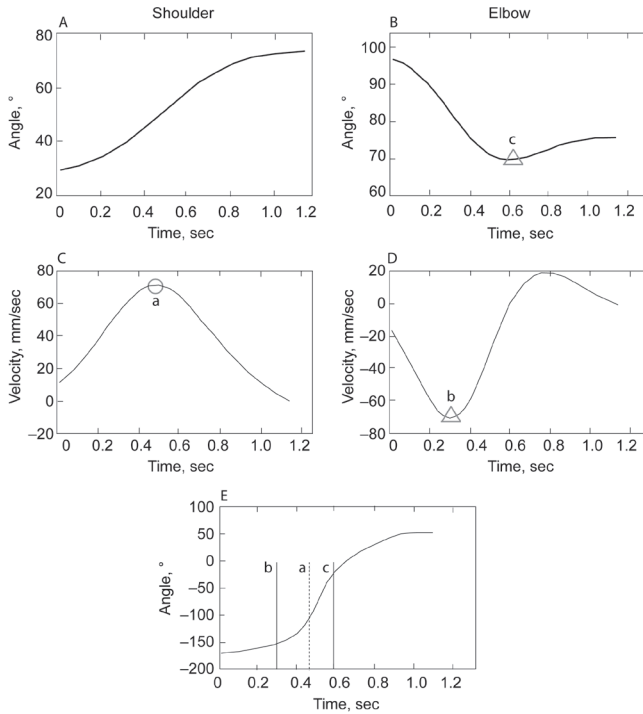 Shoulder
Elbow
A
80
60
40
20
Angle, °
0 0.2 0.4 0.6 0.8 1.0 1.2
Time, sec
B
100
90
80
70
60
Angle, °
c
0 0.2 0.4 0.6 0.8 1.0 1.2
Time, sec
C
80
60
40
20
0
–20
Velocity, mm/sec
a
0 0.2 0.4 0.6 0.8 1.0 1.2
Time, sec
D
20
0
–20
–40
–60
–80
Velocity, mm/sec
b
0 0.2 0.4 0.6 0.8 1.0 1.2
Time, sec
E
100
50
0
–50
–100
–150
–200
Angle, °
b a c
0 0.2 0.4 0.6 0.8 1.0 1.2
Time, sec